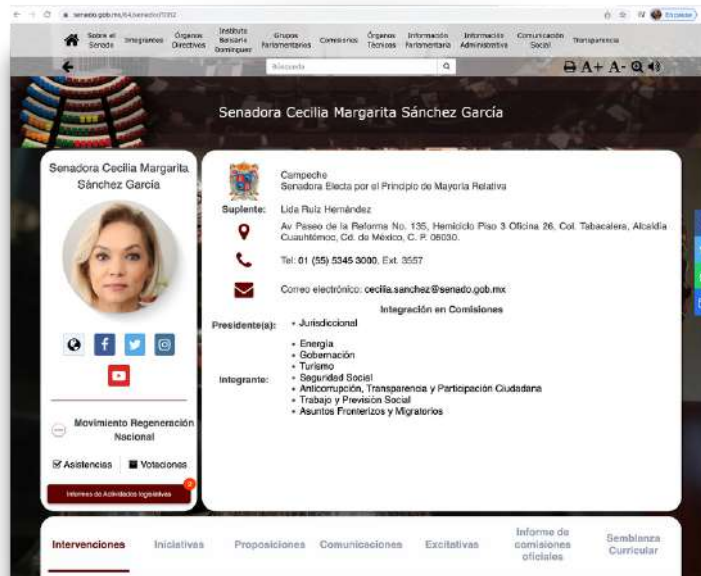 senado.gob.mx/64/senador/1192
En pausa
Sobre el Senado
Integrantes
Órganos Directivos
Instituto Belisario Domínguez
Grupos Parlamentarios
Comisiones
Órganos Técnicos
Información Parlamentaria
Información Administrativa
Comunicación Social
Transparencia
Búsqueda
A+ A-
Senadora Cecilia Margarita Sánchez García
Senadora Cecilia Margarita
Sánchez García
Movimiento Regeneración
Nacional
Asistencias
Votaciones
Informes de Actividades legislativas
2
Campeche
Senadora Electa por el Principio de Mayoría Relativa
Suplente: Lida Ruiz Hernández
Av Paseo de la Reforma No. 135, Hemiciclo Piso 3 Oficina 26, Col. Tabacalera, Alcaldía
Cuauhtémoc, Cd. de México, C. P. 06030.
Tel: 01 (55) 5345 3000, Ext. 3557
Correo electrónico: cecilia.sanchez@senado.gob.mx
Integración en Comisiones
Presidente(a): • Jurisdiccional
Integrante:
• Energía
• Gobernación
• Turismo
• Seguridad Social
• Anticorrupción, Transparencia y Participación Ciudadana
• Trabajo y Previsión Social
• Asuntos Fronterizos y Migratorios
Intervenciones
Iniciativas
Proposiciones
Comunicaciones
Excitativas
Informe de comisiones oficiales
Semblanza Curricular